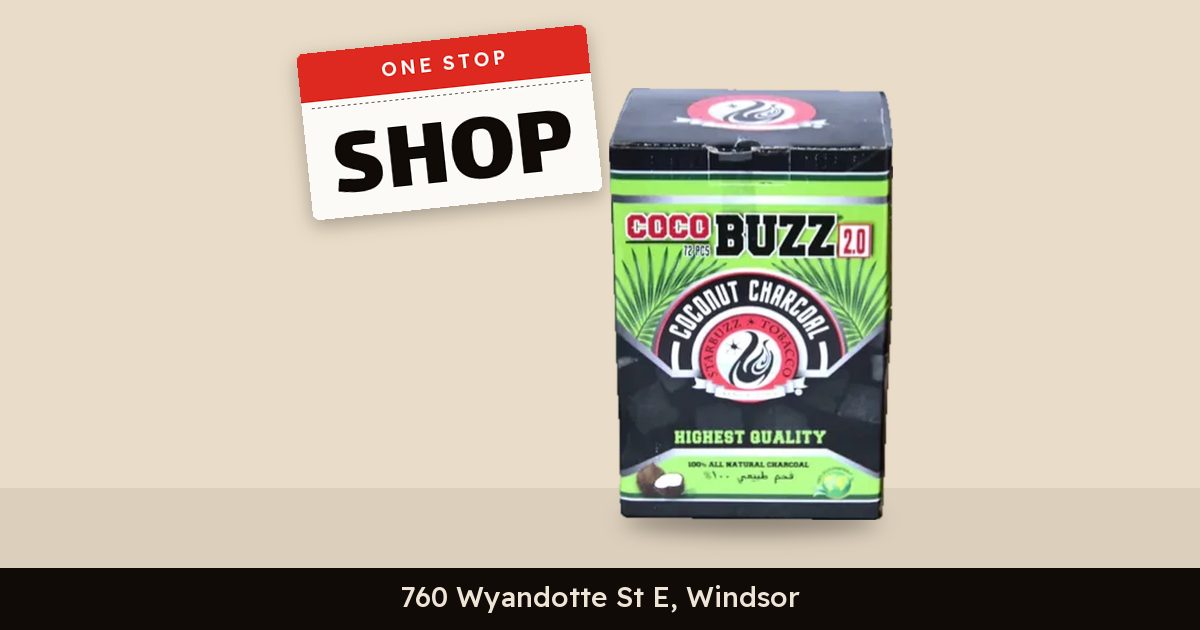 ONE STOP
SHOP
COCO BUZZ 2.0
72 PCS
COCONUT CHARCOAL
STARBUZZ ★ TOBACCO
HIGHEST QUALITY
100% ALL NATURAL CHARCOAL
فحم طبيعي ١٠٠%
760 Wyandotte St E, Windsor